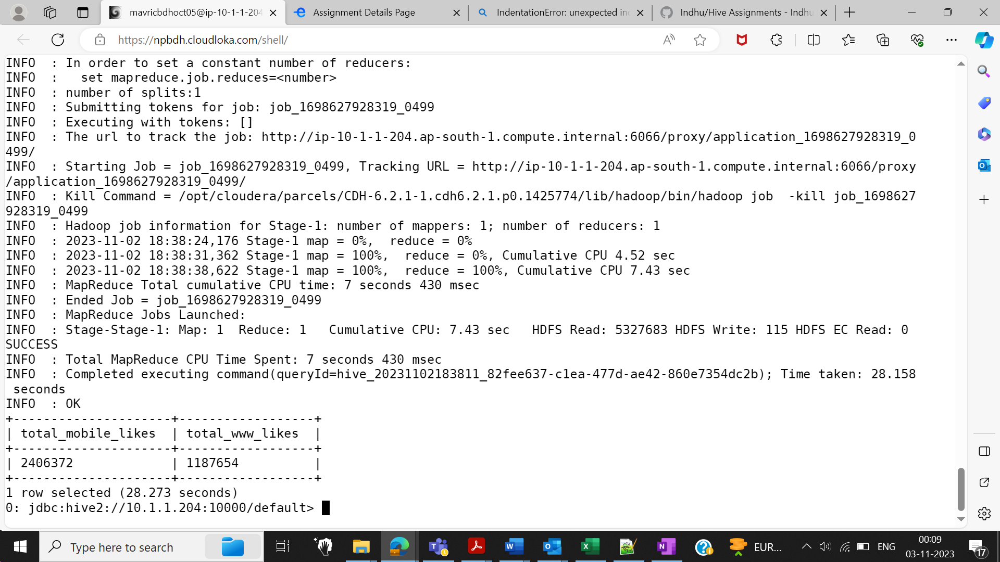 mavricbdhoct05@ip-10-1-1-204
Assignment Details Page
IndentationError: unexpected in
Indhu/Hive Assignments - Indhu
https://npbdh.cloudloka.com/shell/
INFO  : In order to set a constant number of reducers:
INFO  :   set mapreduce.job.reduces=<number>
INFO  : number of splits:1
INFO  : Submitting tokens for job: job_1698627928319_0499
INFO  : Executing with tokens: []
INFO  : The url to track the job: http://ip-10-1-1-204.ap-south-1.compute.internal:6066/proxy/application_1698627928319_0
499/
INFO  : Starting Job = job_1698627928319_0499, Tracking URL = http://ip-10-1-1-204.ap-south-1.compute.internal:6066/proxy
/application_1698627928319_0499/
INFO  : Kill Command = /opt/cloudera/parcels/CDH-6.2.1-1.cdh6.2.1.p0.1425774/lib/hadoop/bin/hadoop job  -kill job_1698627
928319_0499
INFO  : Hadoop job information for Stage-1: number of mappers: 1; number of reducers: 1
INFO  : 2023-11-02 18:38:24,176 Stage-1 map = 0%,  reduce = 0%
INFO  : 2023-11-02 18:38:31,362 Stage-1 map = 100%,  reduce = 0%, Cumulative CPU 4.52 sec
INFO  : 2023-11-02 18:38:38,622 Stage-1 map = 100%,  reduce = 100%, Cumulative CPU 7.43 sec
INFO  : MapReduce Total cumulative CPU time: 7 seconds 430 msec
INFO  : Ended Job = job_1698627928319_0499
INFO  : MapReduce Jobs Launched:
INFO  : Stage-Stage-1: Map: 1  Reduce: 1   Cumulative CPU: 7.43 sec   HDFS Read: 5327683 HDFS Write: 115 HDFS EC Read: 0
SUCCESS
INFO  : Total MapReduce CPU Time Spent: 7 seconds 430 msec
INFO  : Completed executing command(queryId=hive_20231102183811_82fee637-c1ea-477d-ae42-860e7354dc2b); Time taken: 28.158
 seconds
INFO  : OK
+---------------------+------------------+
| total_mobile_likes  | total_www_likes  |
+---------------------+------------------+
| 2406372             | 1187654          |
+---------------------+------------------+
1 row selected (28.273 seconds)
0: jdbc:hive2://10.1.1.204:10000/default>
Type here to search
EUR...
ENG
00:09
03-11-2023
17